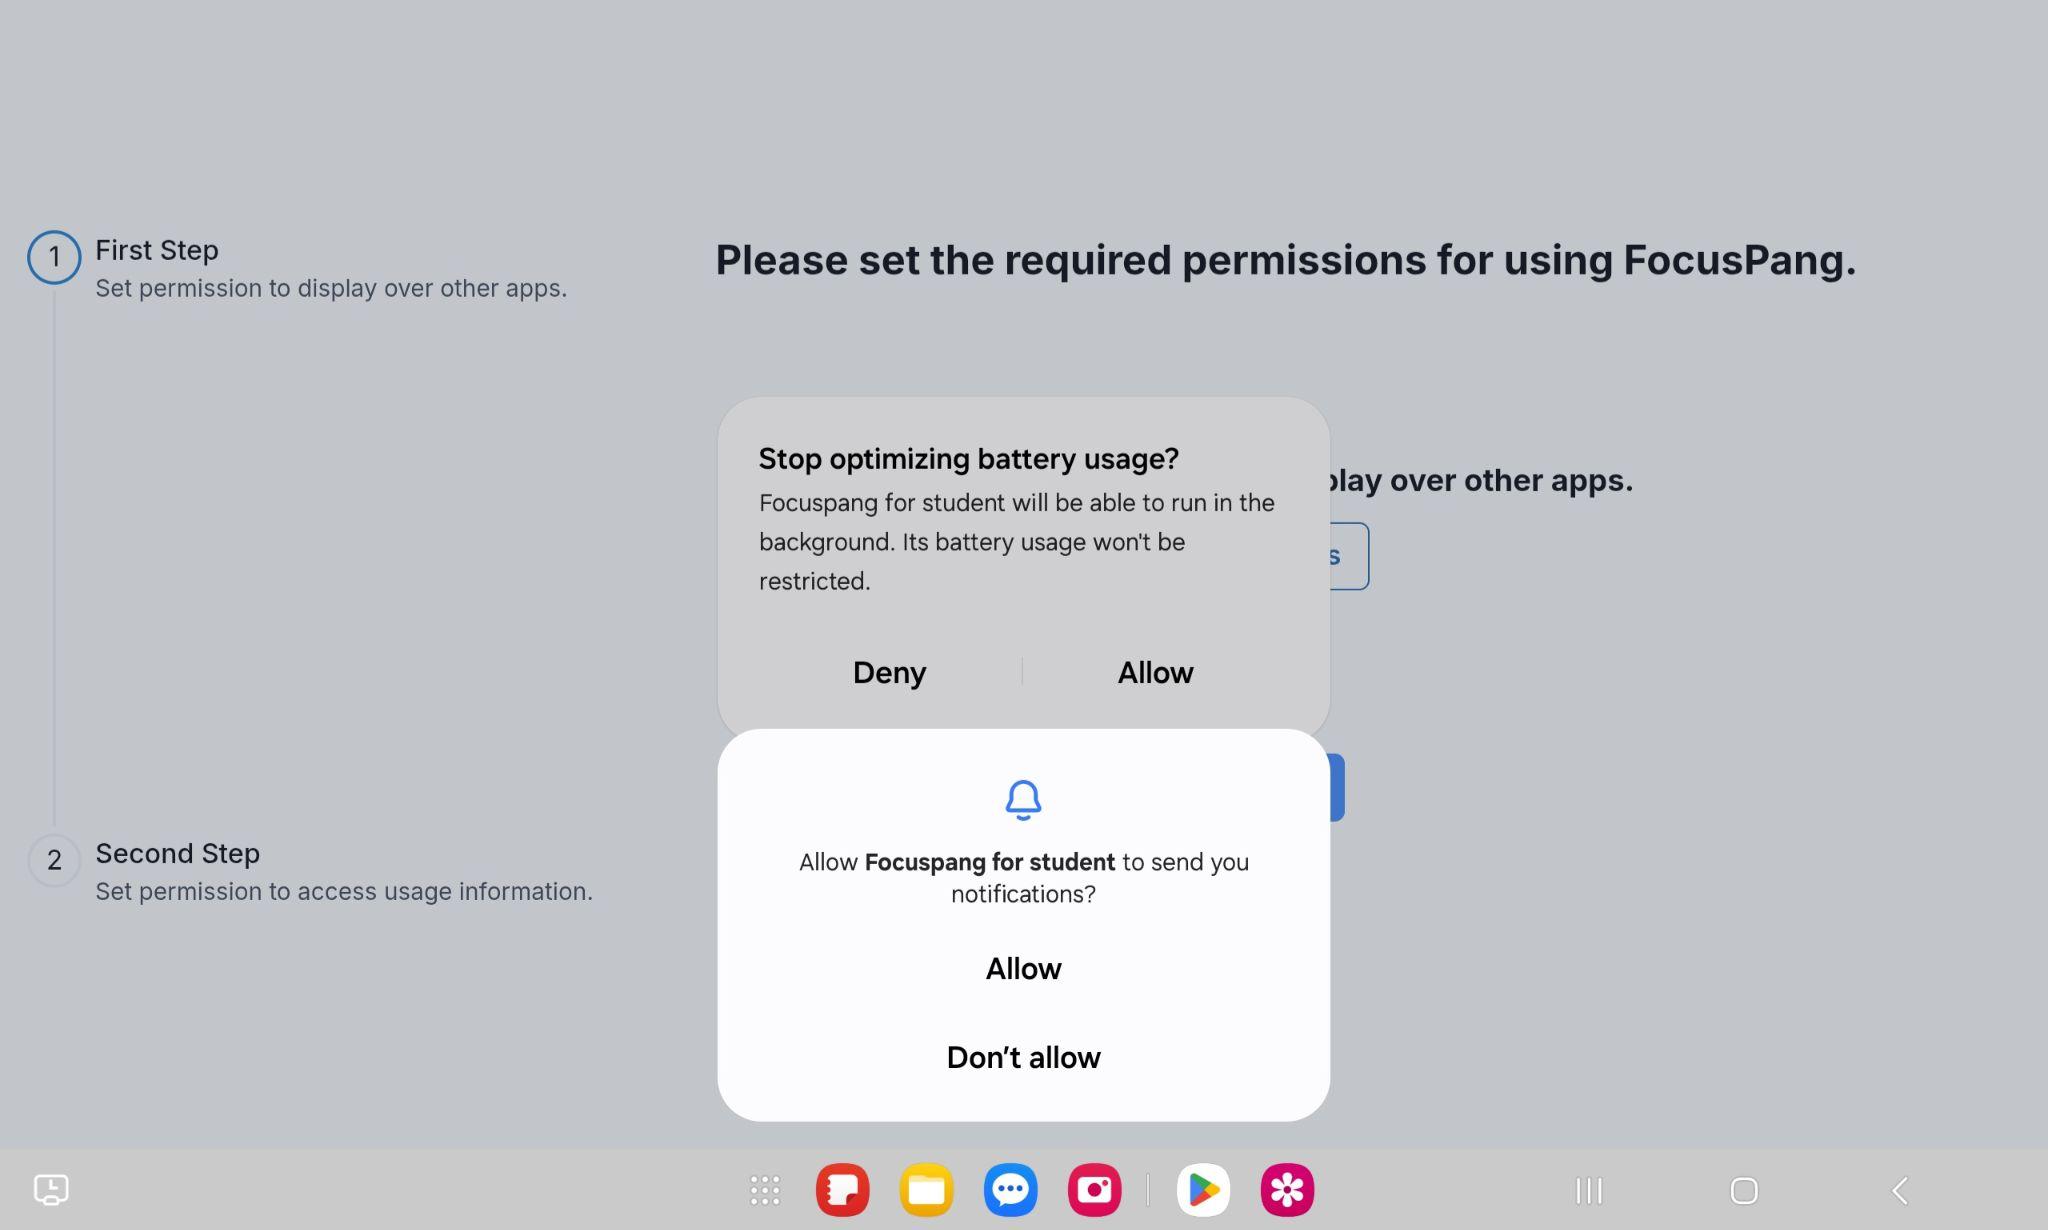 1
First Step
Set permission to display over other apps.
Please set the required permissions for using FocusPang.
Stop optimizing battery usage?
Focuspang for student will be able to run in the
background. Its battery usage won't be
restricted.
Deny
Allow
play over other apps.
s
Allow Focuspang for student to send you
notifications?
Allow
Don’t allow
2
Second Step
Set permission to access usage information.